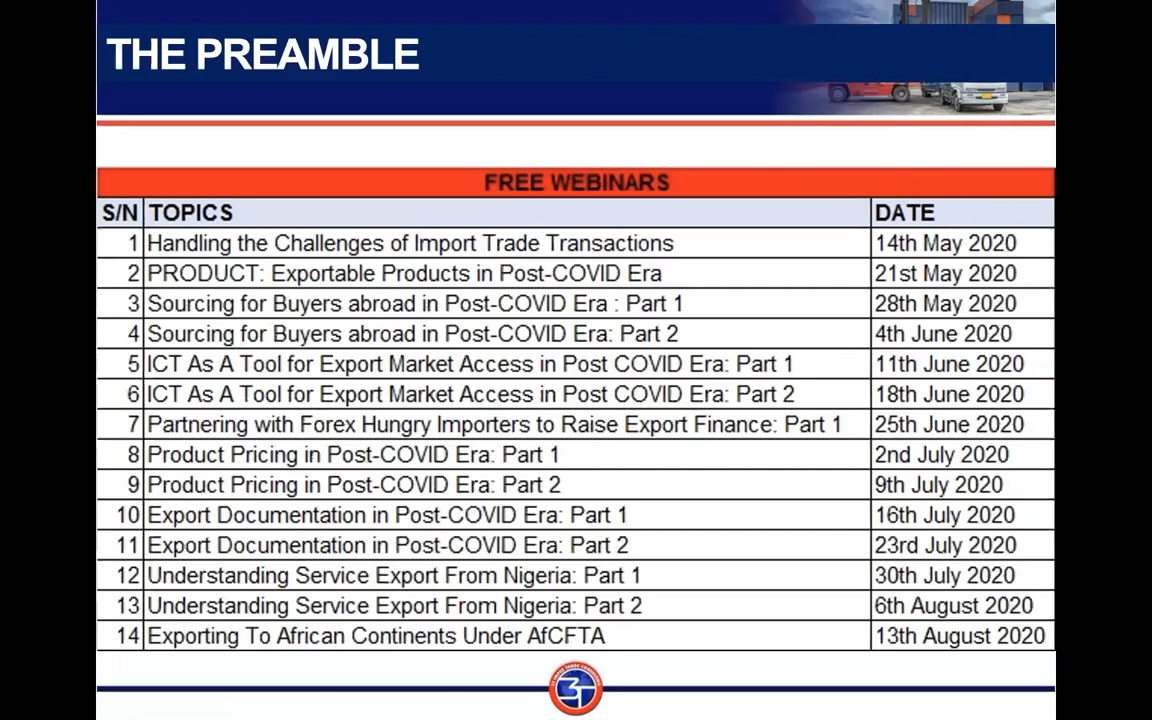 THE PREAMBLE
FREE WEBINARS
S/N TOPICS DATE
1 Handling the Challenges of Import Trade Transactions 14th May 2020
2 PRODUCT: Exportable Products in Post-COVID Era 21st May 2020
3 Sourcing for Buyers abroad in Post-COVID Era : Part 1 28th May 2020
4 Sourcing for Buyers abroad in Post-COVID Era: Part 2 4th June 2020
5 ICT As A Tool for Export Market Access in Post COVID Era: Part 1 11th June 2020
6 ICT As A Tool for Export Market Access in Post COVID Era: Part 2 18th June 2020
7 Partnering with Forex Hungry Importers to Raise Export Finance: Part 1 25th June 2020
8 Product Pricing in Post-COVID Era: Part 1 2nd July 2020
9 Product Pricing in Post-COVID Era: Part 2 9th July 2020
10 Export Documentation in Post-COVID Era: Part 1 16th July 2020
11 Export Documentation in Post-COVID Era: Part 2 23rd July 2020
12 Understanding Service Export From Nigeria: Part 1 30th July 2020
13 Understanding Service Export From Nigeria: Part 2 6th August 2020
14 Exporting To African Continents Under AfCFTA 13th August 2020
3T